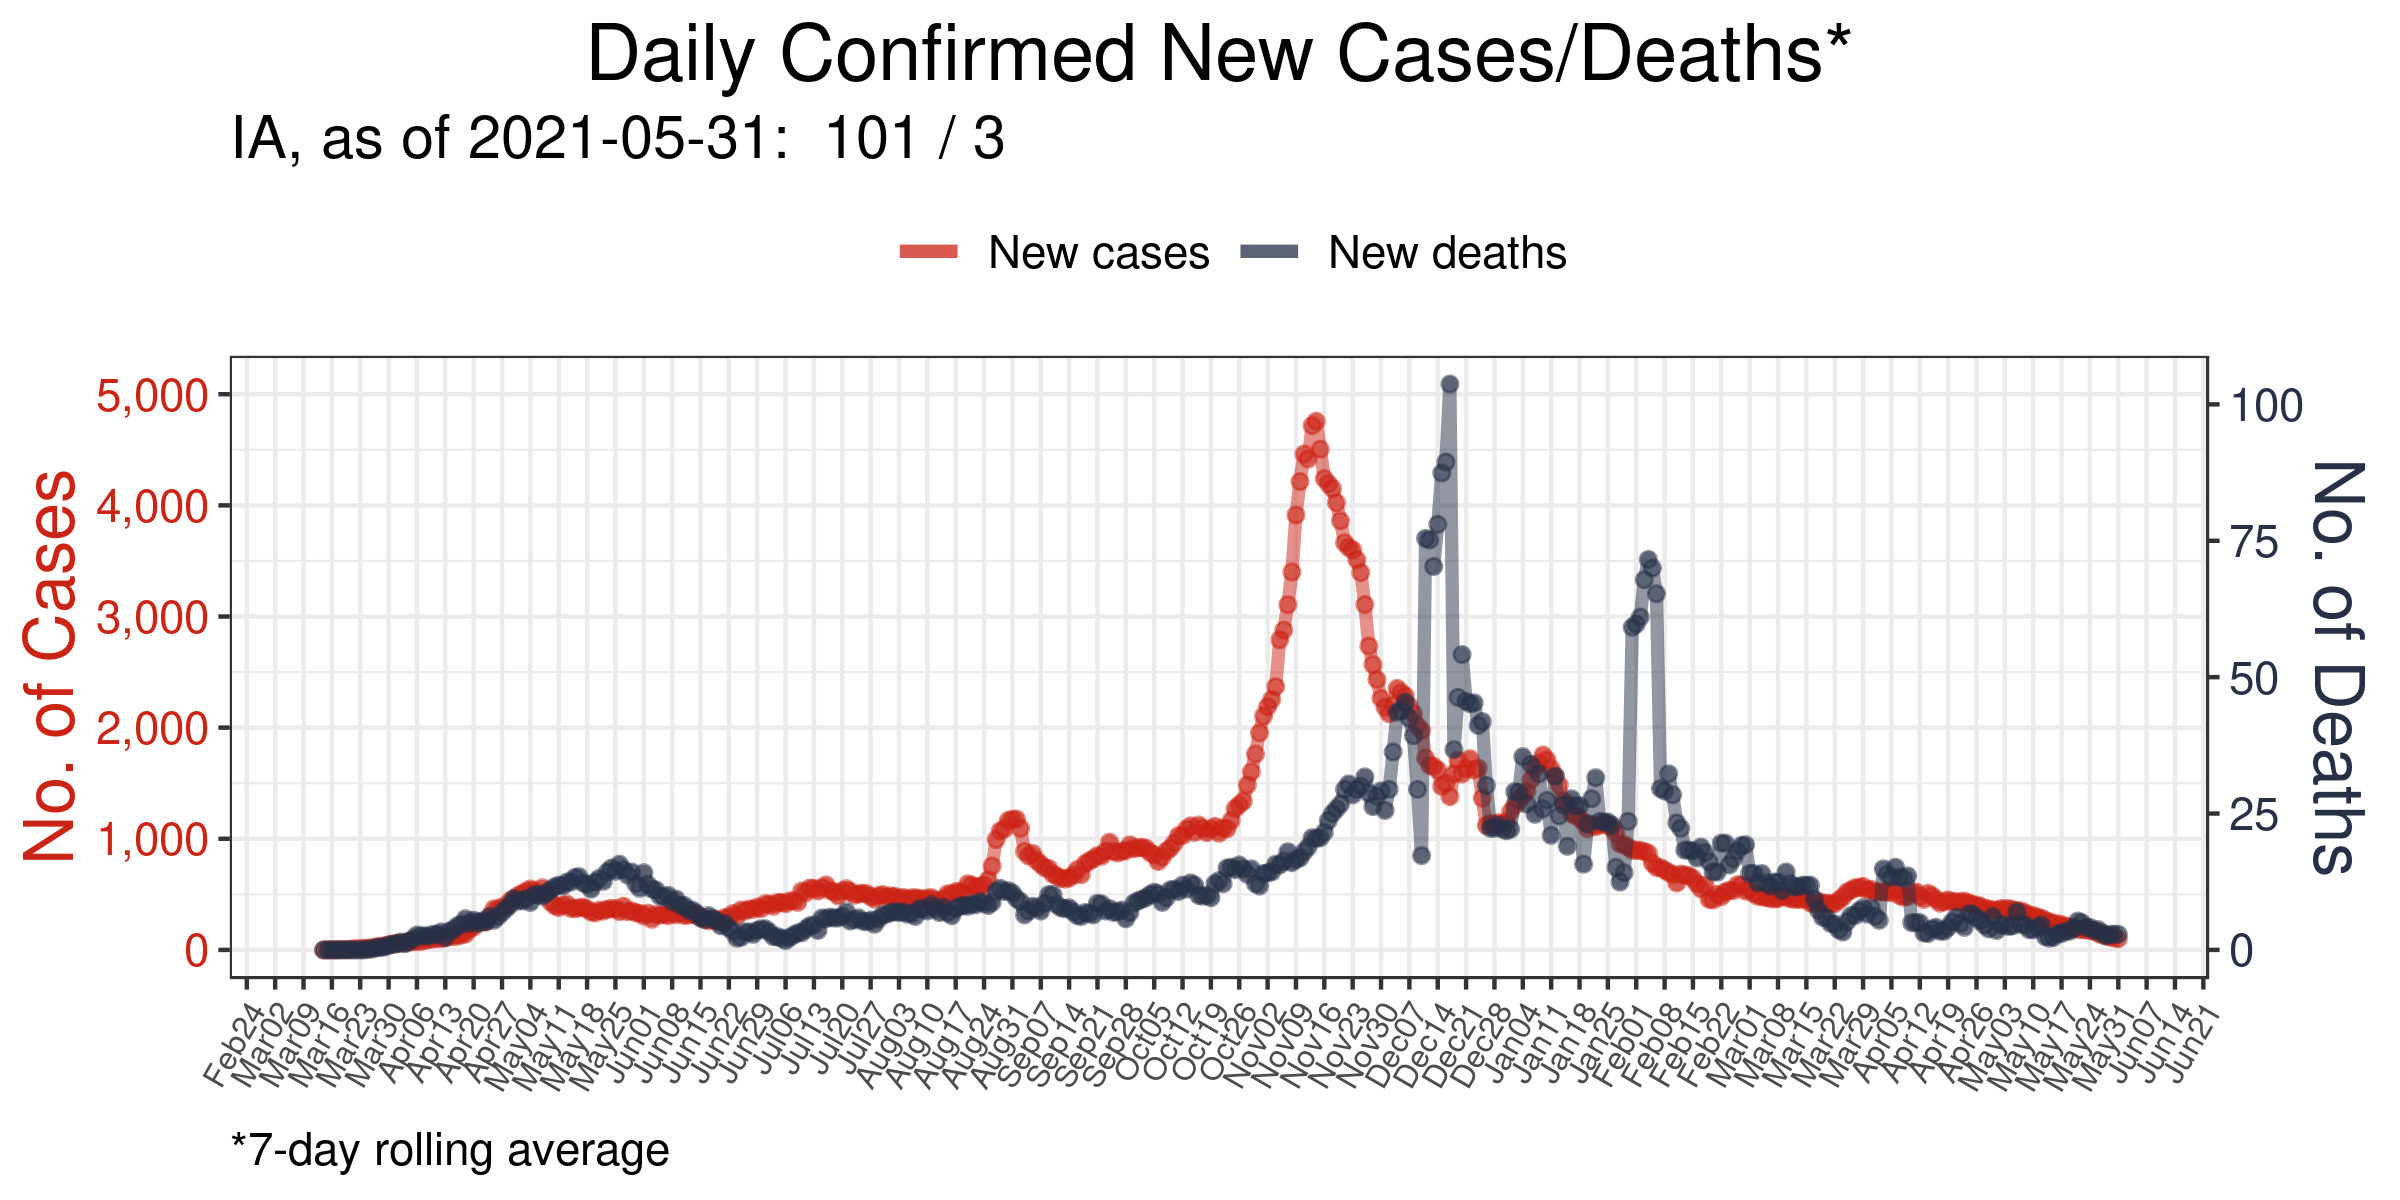 Daily Confirmed New Cases/Deaths*
IA, as of 2021-05-31:  101 / 3
New cases
New deaths
No. of Cases
5,000
4,000
3,000
2,000
1,000
0
100
75
50
25
0
No. of Deaths
Feb24
Mar02
Mar09
Mar16
Mar23
Mar30
Apr06
Apr13
Apr20
Apr27
May04
May11
May18
May25
Jun01
Jun08
Jun15
Jun22
Jun29
Jul06
Jul13
Jul20
Jul27
Aug03
Aug10
Aug17
Aug24
Aug31
Sep07
Sep14
Sep21
Sep28
Oct05
Oct12
Oct19
Oct26
Nov02
Nov09
Nov16
Nov23
Nov30
Dec07
Dec14
Dec21
Dec28
Jan04
Jan11
Jan18
Jan25
Feb01
Feb08
Feb15
Feb22
Mar01
Mar08
Mar15
Mar22
Mar29
Apr05
Apr12
Apr19
Apr26
May03
May10
May17
May24
May31
Jun07
Jun14
Jun21
*7-day rolling average